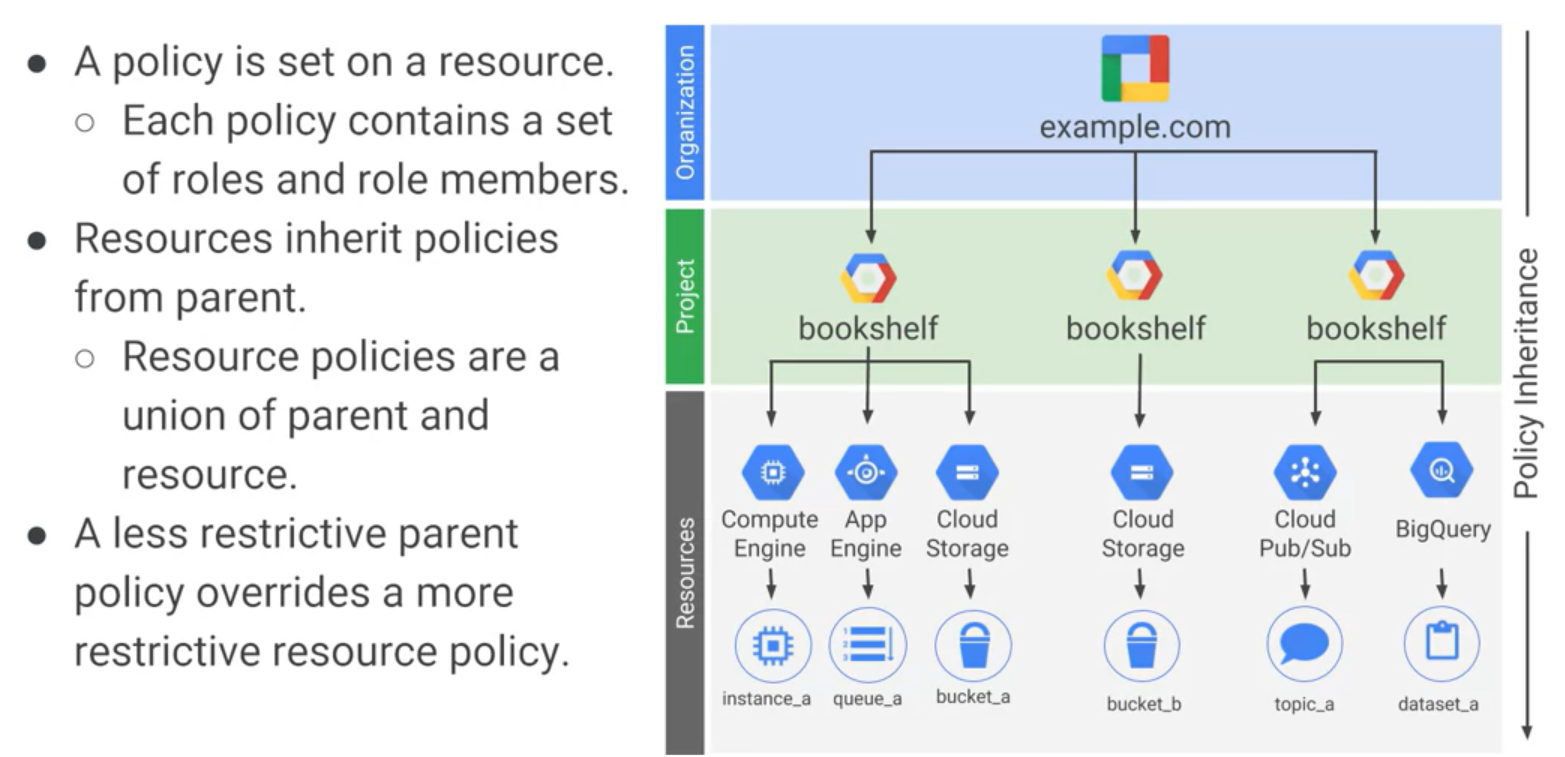 ● A policy is set on a resource.
○ Each policy contains a set
of roles and role members.
● Resources inherit policies
from parent.
○ Resource policies are a
union of parent and
resource.
● A less restrictive parent
policy overrides a more
restrictive resource policy.
Organization
example.com
Project
bookshelf
bookshelf
bookshelf
Resources
Compute
Engine
App
Engine
Cloud
Storage
Cloud
Storage
Cloud
Pub/Sub
BigQuery
1
2
3
instance_a
queue_a
bucket_a
bucket_b
topic_a
dataset_a
Policy Inheritance